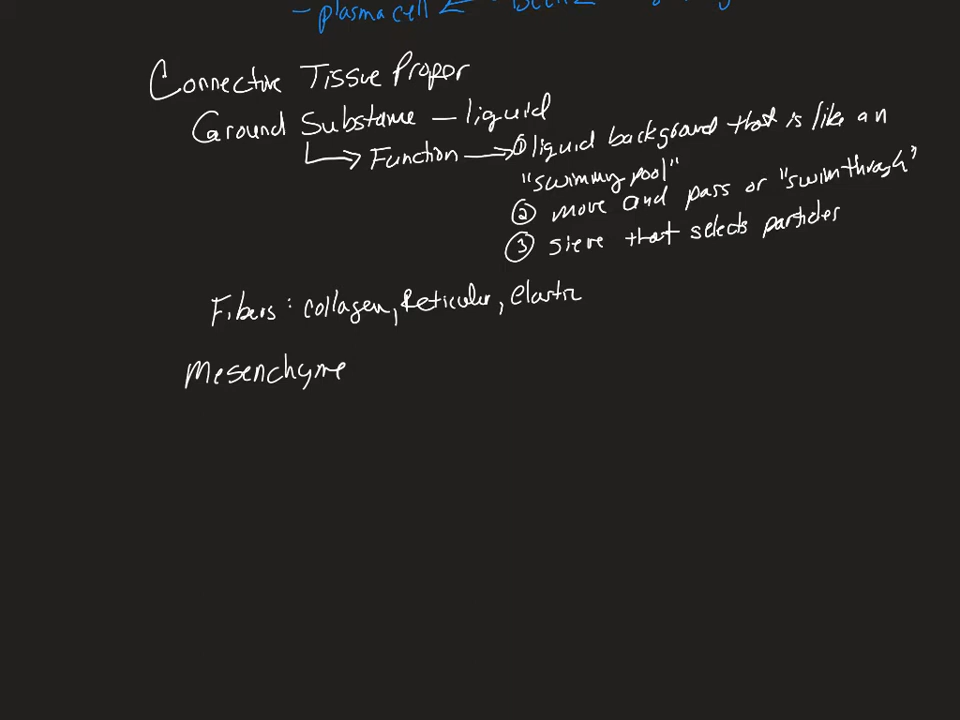 - plasma cell ←
Connective Tissue Proper
Ground Substance — liquid
↳ Function → ① liquid background that is like an
"swimming pool"
② move and pass or "swim through"
③ sieve that selects particles
Fibers: collagen, Reticular, elastic
Mesenchyme